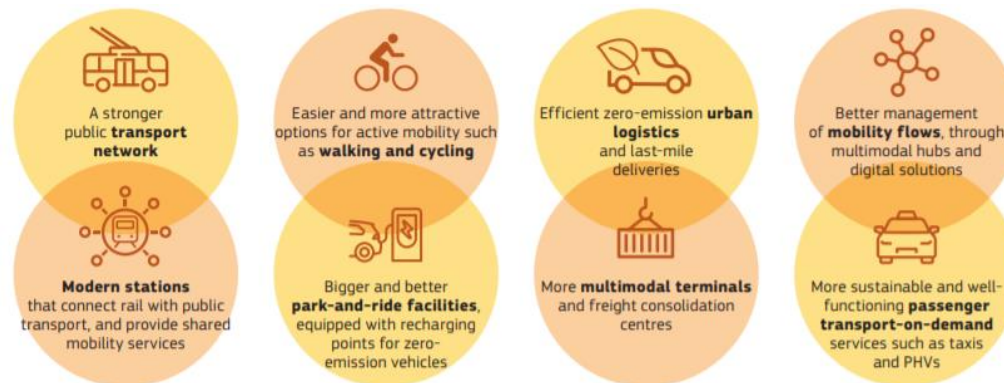 A stronger
public transport
network
Easier and more attractive
options for active mobility such
as walking and cycling
Efficient zero-emission urban
logistics
and last-mile
deliveries
Better management
of mobility flows, through
multimodal hubs and
digital solutions
Modern stations
that connect rail with public
transport, and provide shared
mobility services
Bigger and better
park-and-ride facilities,
equipped with recharging
points for zero-
emission vehicles
More multimodal terminals
and freight consolidation
centres
More sustainable and well-
functioning passenger
transport-on-demand
services such as taxis
and PHVs